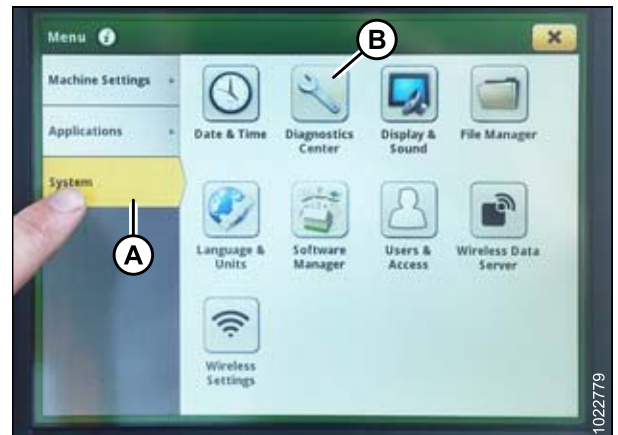 Menu i
B
Machine Settings
Date & Time
Diagnostics
Center
Display &
Sound
File Manager
Applications
System
A
Language &
Units
Software
Manager
Users &
Access
Wireless Data
Server
Wireless
Settings
1022779